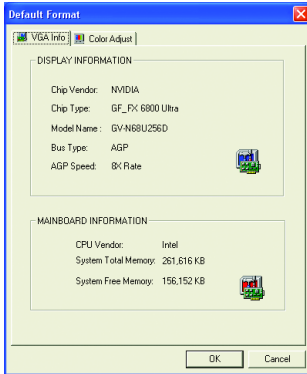 Default Format
VGA Info
Color Adjust
DISPLAY INFORMATION
Chip Vendor: NVIDIA
Chip Type: GF_FX 6800 Ultra
Model Name : GV-N68U256D
Bus Type: AGP
AGP Speed: 8X Rate
MAINBOARD INFORMATION
CPU Vendor: Intel
System Total Memory: 261,616 KB
System Free Memory: 156,152 KB
OK Cancel